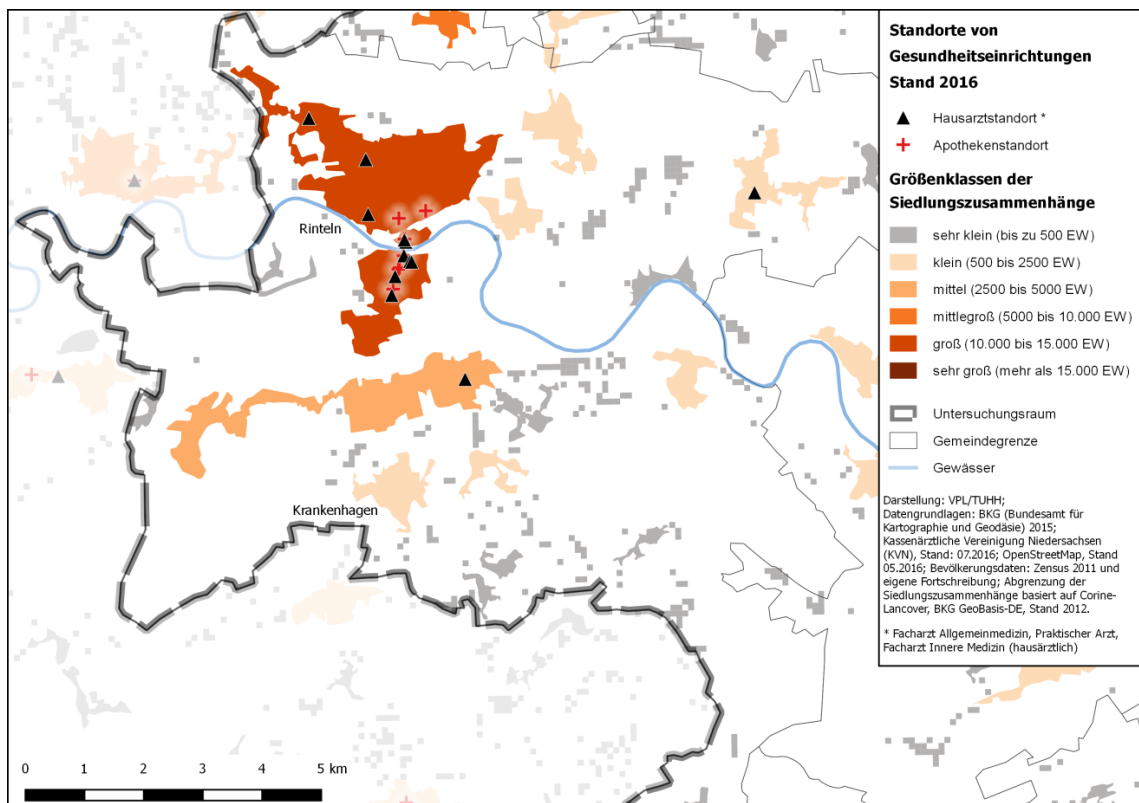 Standorte von
Gesundheitseinrichtungen
Stand 2016
Hausarztstandort *
Apothekenstandort
Größenklassen der
Siedlungszusammenhänge
sehr klein (bis zu 500 EW)
klein (500 bis 2500 EW)
mittel (2500 bis 5000 EW)
mittlegroß (5000 bis 10.000 EW)
groß (10.000 bis 15.000 EW)
sehr groß (mehr als 15.000 EW)
Untersuchungsraum
Gemeindegrenze
Gewässer
Darstellung: VPL/TUHH;
Datengrundlagen: BKG (Bundesamt für
Kartographie und Geodäsie) 2015;
Kassenärztliche Vereinigung Niedersachsen
(KVN), Stand: 07.2016; OpenStreetMap, Stand
05.2016; Bevölkerungsdaten: Zensus 2011 und
eigene Fortschreibung; Abgrenzung der
Siedlungszusammenhänge basiert auf Corine-
Lancover, BKG GeoBasis-DE, Stand 2012.
* Facharzt Allgemeinmedizin, Praktischer Arzt,
Facharzt Innere Medizin (hausärztlich)
Rinteln
Krankenhagen
0 1 2 3 4 5 km